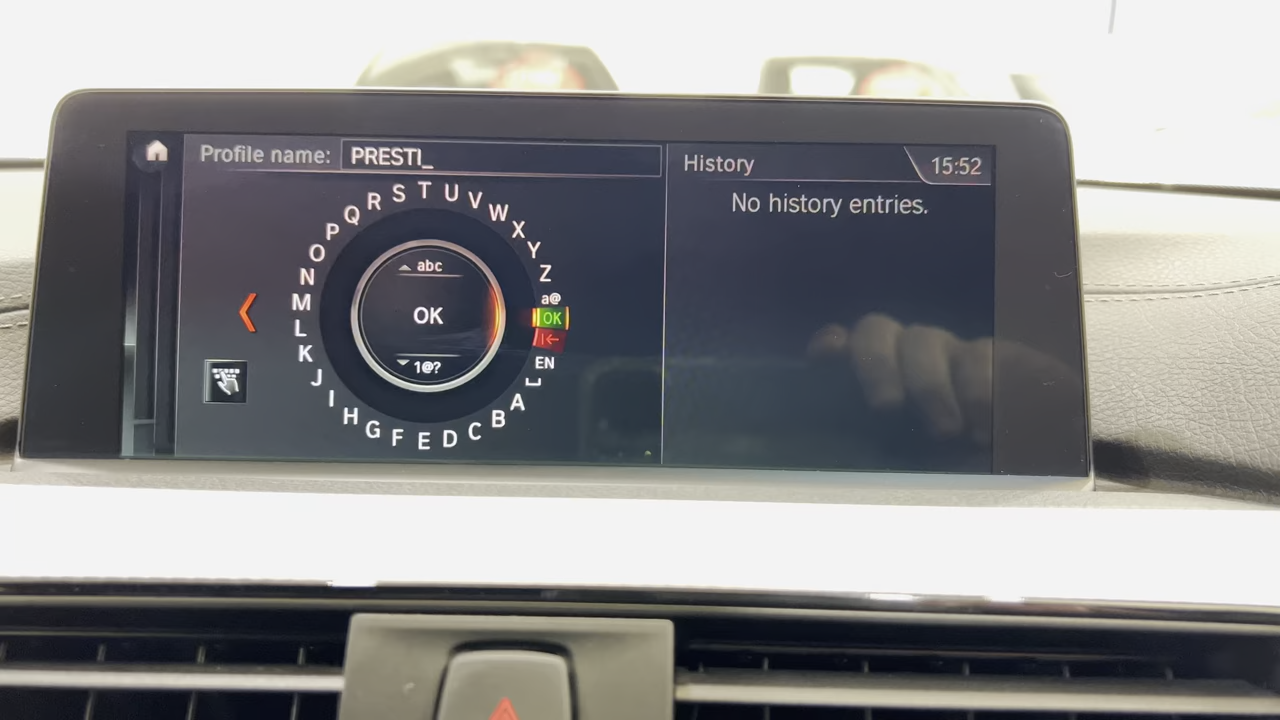 Profile name: PRESTI_
History
15:52
No history entries.
A B C D E F G H I J K L M N O P Q R S T U V W X Y Z
a@
OK
EN
abc
OK
1@?